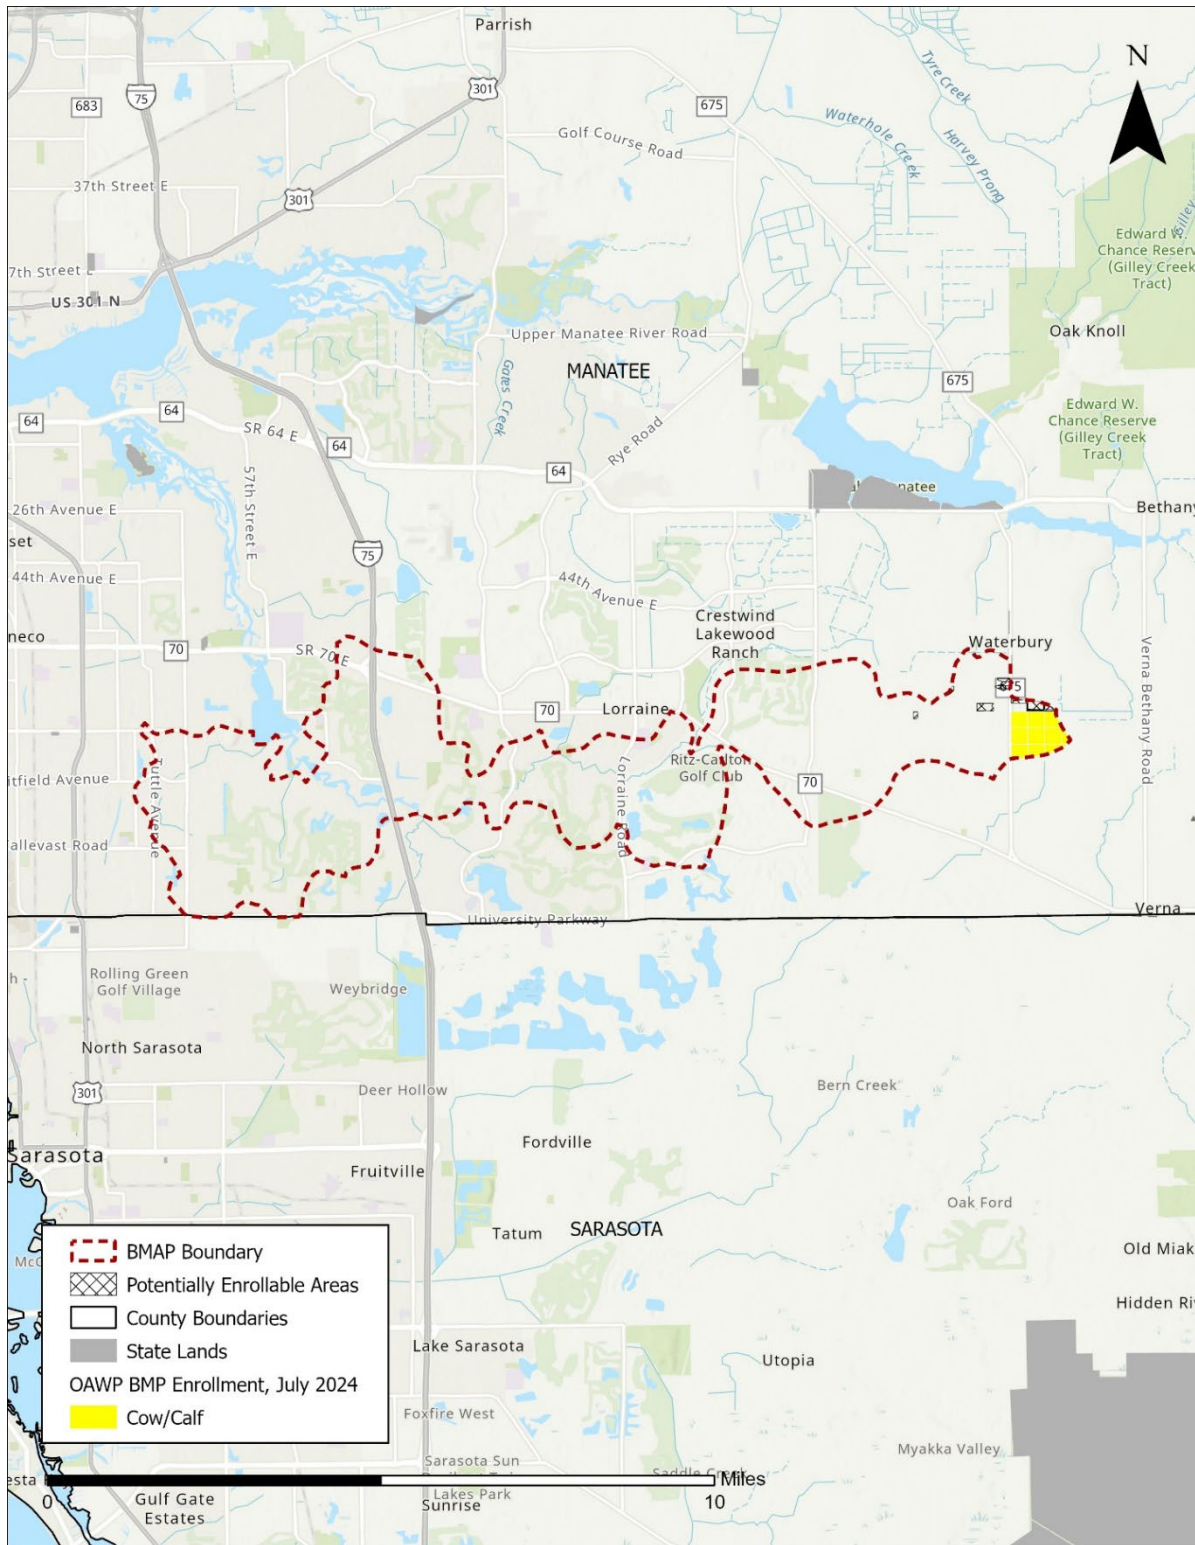 Parrish
N
683
75
301
675
Tyre Creek
Waterhole Creek
Harvey Prong
Golf Course Road
37th Street E
301
Edward W.
Chance Reserve
(Gilley Creek
Tract)
7th Street E
US 301 N
Oak Knoll
Upper Manatee River Road
MANATEE
Gates Creek
675
Edward W.
Chance Reserve
(Gilley Creek
Tract)
64
64
SR 64 E
64
Rye Road
64
57th Street E
natee
26th Avenue E
Bethany
set
75
44th Avenue E
44th Avenue E
Crestwind
Lakewood
Ranch
neco
70
SR 70 E
Waterbury
Verna Bethany Road
70
Lorraine
Ritz-Carlton
Golf Club
itfield Avenue
Tuttle Avenue
Lorraine Road
70
allevast Road
University Parkway
Verna
Rolling Green
Golf Village
Weybridge
North Sarasota
301
Deer Hollow
Bern Creek
Fordville
Sarasota
Fruitville
Oak Ford
Tatum
SARASOTA
Old Miak
Hidden Riv
BMAP Boundary
Potentially Enrollable Areas
County Boundaries
State Lands
OAWP BMP Enrollment, July 2024
Cow/Calf
Lake Sarasota
Utopia
Foxfire West
Myakka Valley
Sarasota Sun
Lakes Park
Miles
0
10
Gulf Gate
Estates
Sunrise